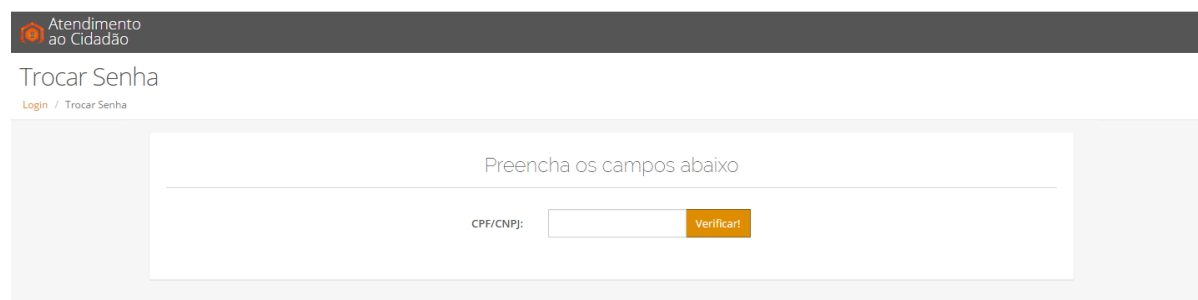 Atendimento
ao Cidadão
Trocar Senha
Login / Trocar Senha
Preencha os campos abaixo
CPF/CNPJ:
Verificar!